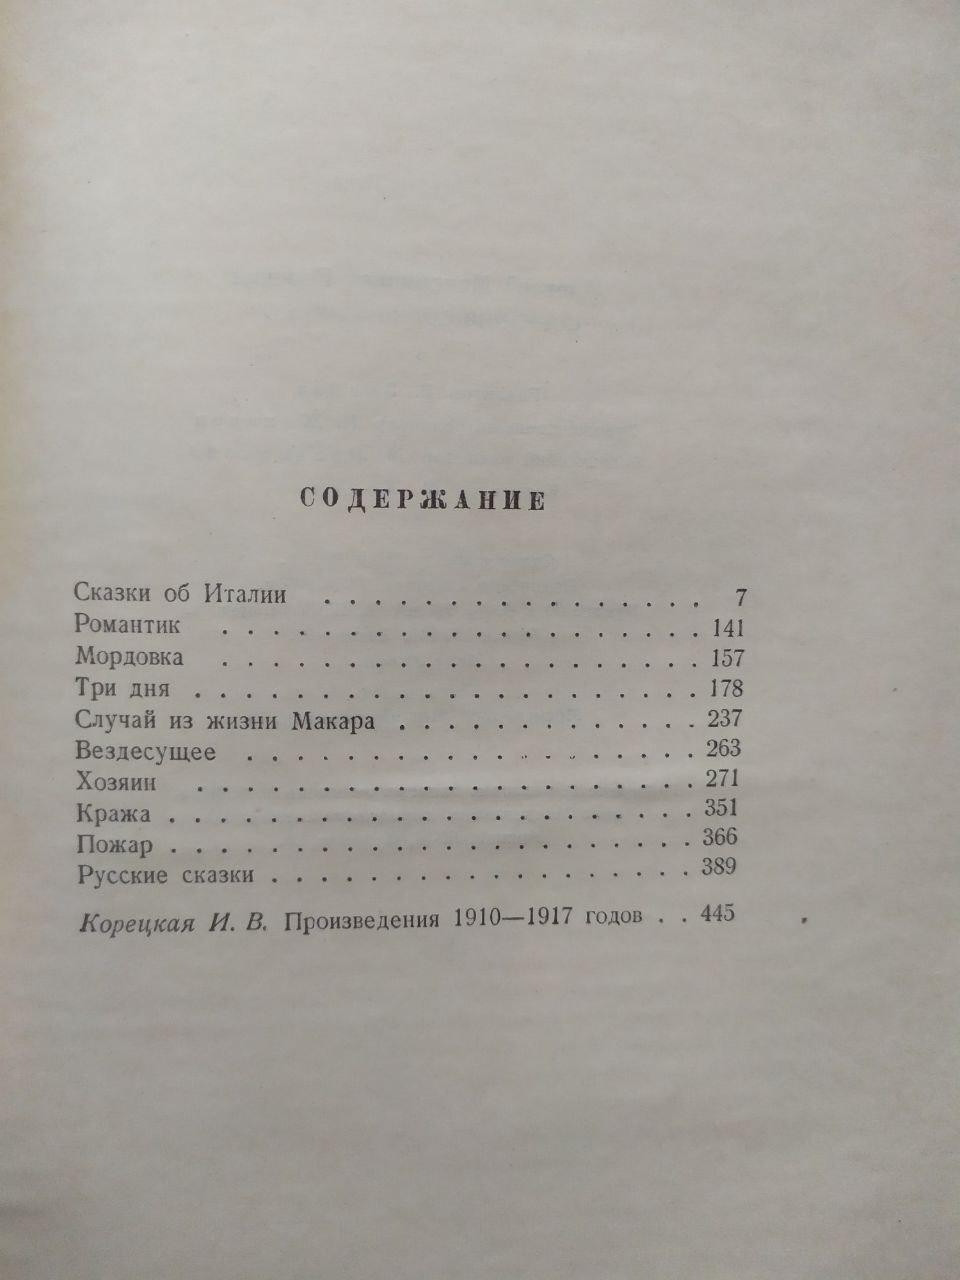 СОДЕРЖАНИЕ
Сказки об Италии . . . . . . . . . . . . . . . . 7
Романтик . . . . . . . . . . . . . . . . . . . 141
Мордовка . . . . . . . . . . . . . . . . . . . 157
Три дня . . . . . . . . . . . . . . . . . . . . 178
Случай из жизни Макара . . . . . . . . . . . . 237
Вездесущее . . . . . . . . . . . . . . . . . . 263
Хозяин . . . . . . . . . . . . . . . . . . . . 271
Кража . . . . . . . . . . . . . . . . . . . . . 351
Пожар . . . . . . . . . . . . . . . . . . . . . 366
Русские сказки . . . . . . . . . . . . . . . . . 389
Корецкая И. В. Произведения 1910—1917 годов . . 445